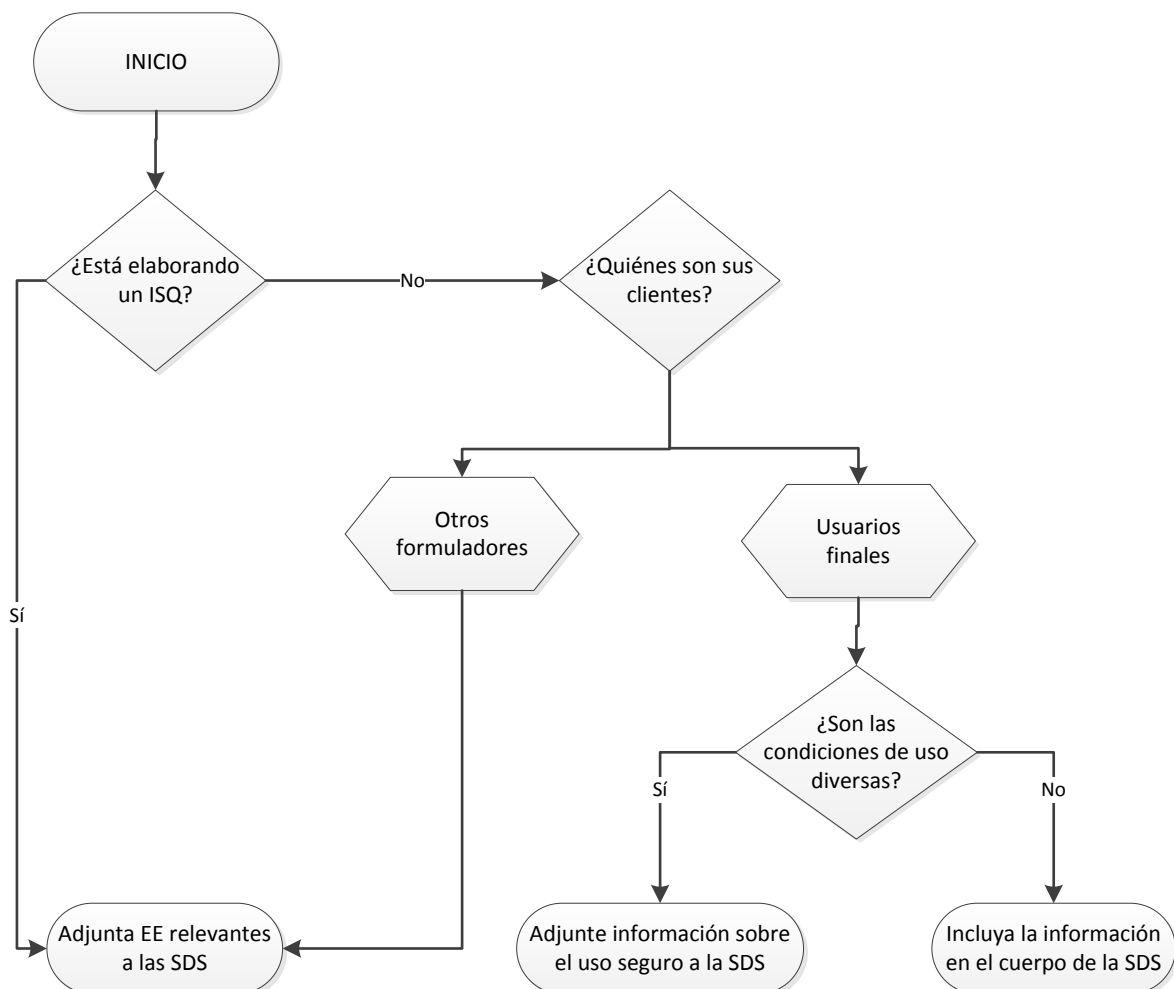 INICIO
¿Está elaborando
un ISQ?
No
¿Quiénes son sus
clientes?
Otros
formuladores
Usuarios
finales
Sí
¿Son las
condiciones de uso
diversas?
Sí
No
Adjunta EE relevantes
a las SDS
Adjunte información sobre
el uso seguro a la SDS
Incluya la información
en el cuerpo de la SDS